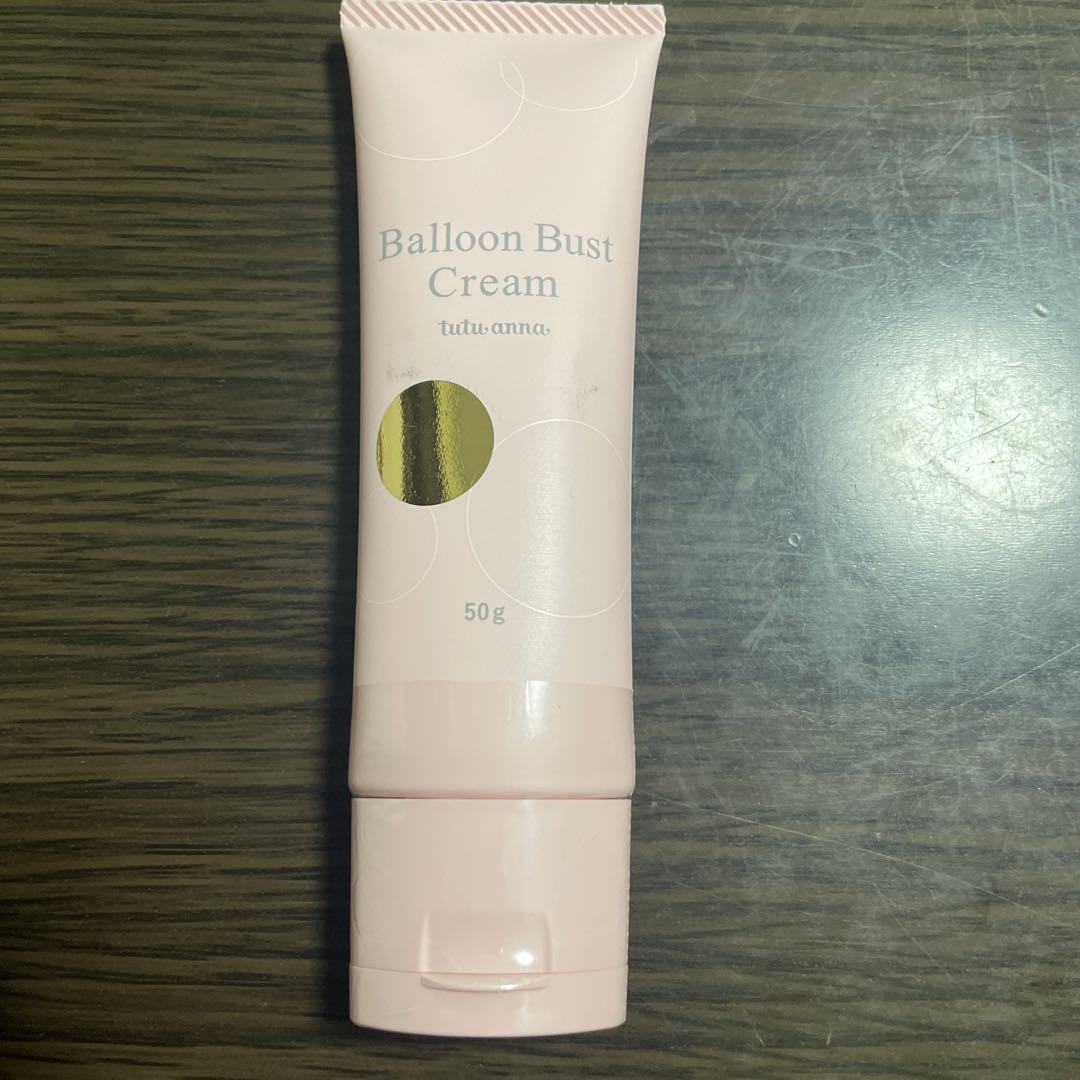 Balloon Bust
Cream
tutu anna
50g